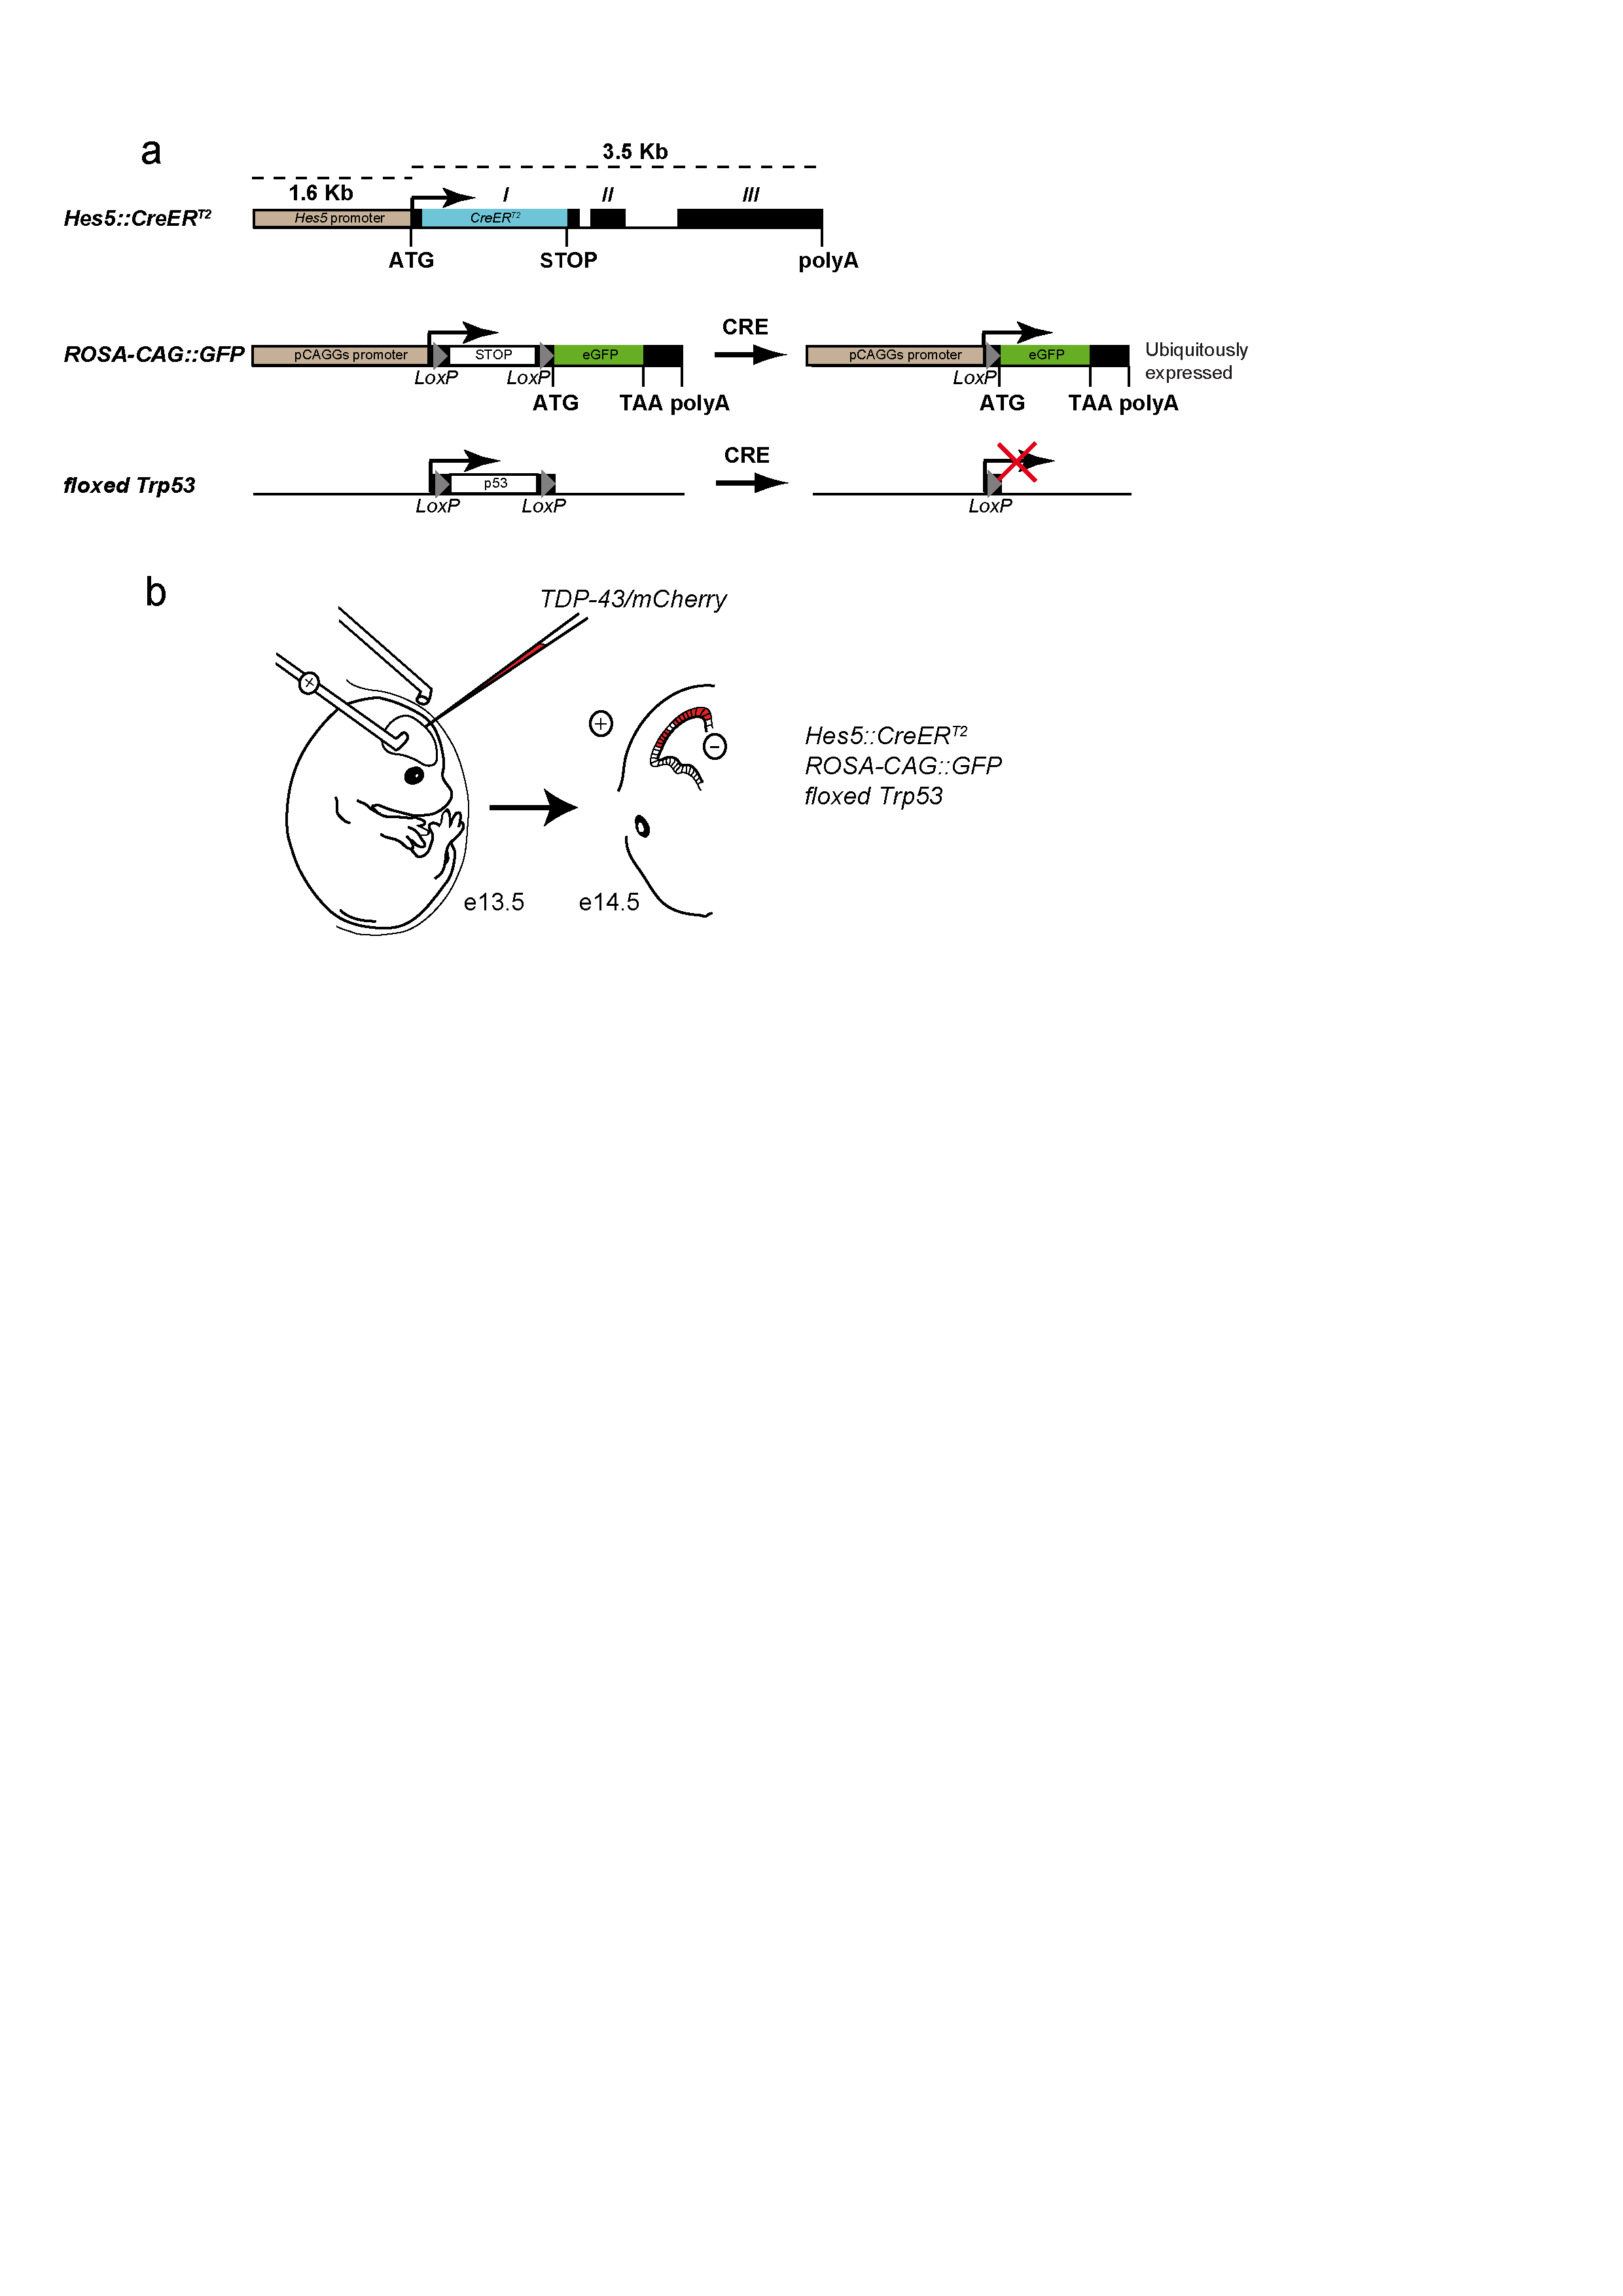 a
3.5 Kb
1.6 Kb I II III
Hes5::CreERT2 Hes5 promoter CreERT2
ATG STOP polyA
CRE
ROSA-CAG::GFP pCAGGs promoter STOP eGFP pCAGGs promoter eGFP Ubiquitously
expressed
LoxP LoxP LoxP
ATG TAA polyA ATG TAA polyA
CRE
floxed Trp53 p53
LoxP LoxP LoxP
b
TDP-43/mCherry
+
+
-
Hes5::CreERT2
ROSA-CAG::GFP
floxed Trp53
e13.5 e14.5